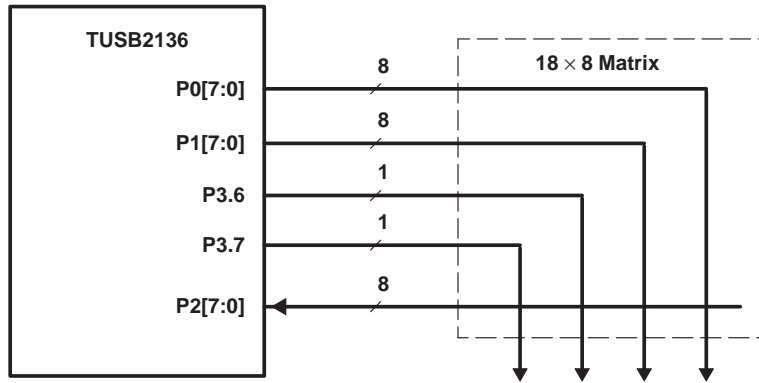 TUSB2136
8
18 × 8 Matrix
P0[7:0]
8
P1[7:0]
1
P3.6
1
P3.7
8
P2[7:0]